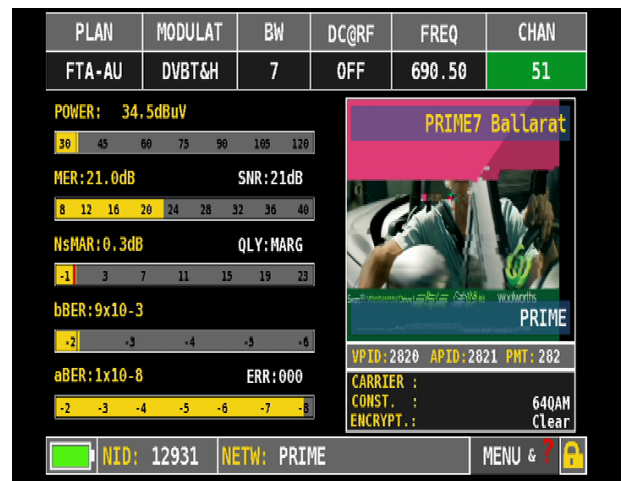 PLAN MODULAT BW DC@RF FREQ CHAN
FTA-AU DVBT&H 7 OFF 690.50 51
POWER: 34.5dBuV
30 45 60 75 90 105 120
MER:21.0dB SNR:21dB
8 12 16 20 24 28 32 36 40
NsMAR:0.3dB QLY:MARG
-1 3 7 11 15 19 23
bBER:9x10-3
-2 -3 -4 -5 -6
aBER:1x10-8 ERR:000
-2 -3 -4 -5 -6 -7 -8
PRIME7 Ballarat
Woolworths
PRIME
VPID:2820 APID:2821 PMT:282
CARRIER :
CONST. : 64QAM
ENCRYPT.: Clear
NID: 12931 NETW: PRIME MENU & ?